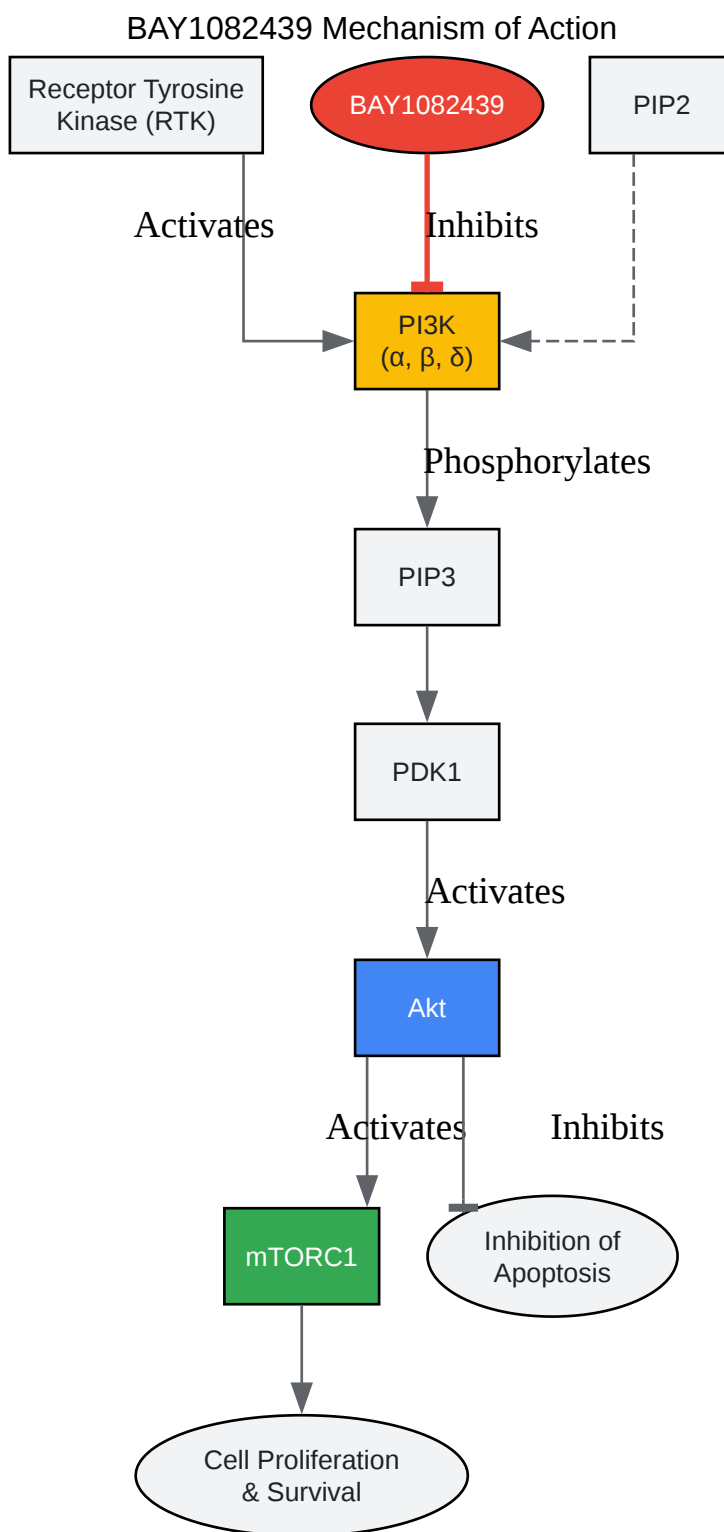 BAY1082439 Mechanism of Action
Receptor Tyrosine
Kinase (RTK)
BAY1082439
PIP2
Activates
Inhibits
PI3K
(α, β, δ)
Phosphorylates
PIP3
PDK1
Activates
Akt
Activates
Inhibits
mTORC1
Inhibition of
Apoptosis
Cell Proliferation
& Survival